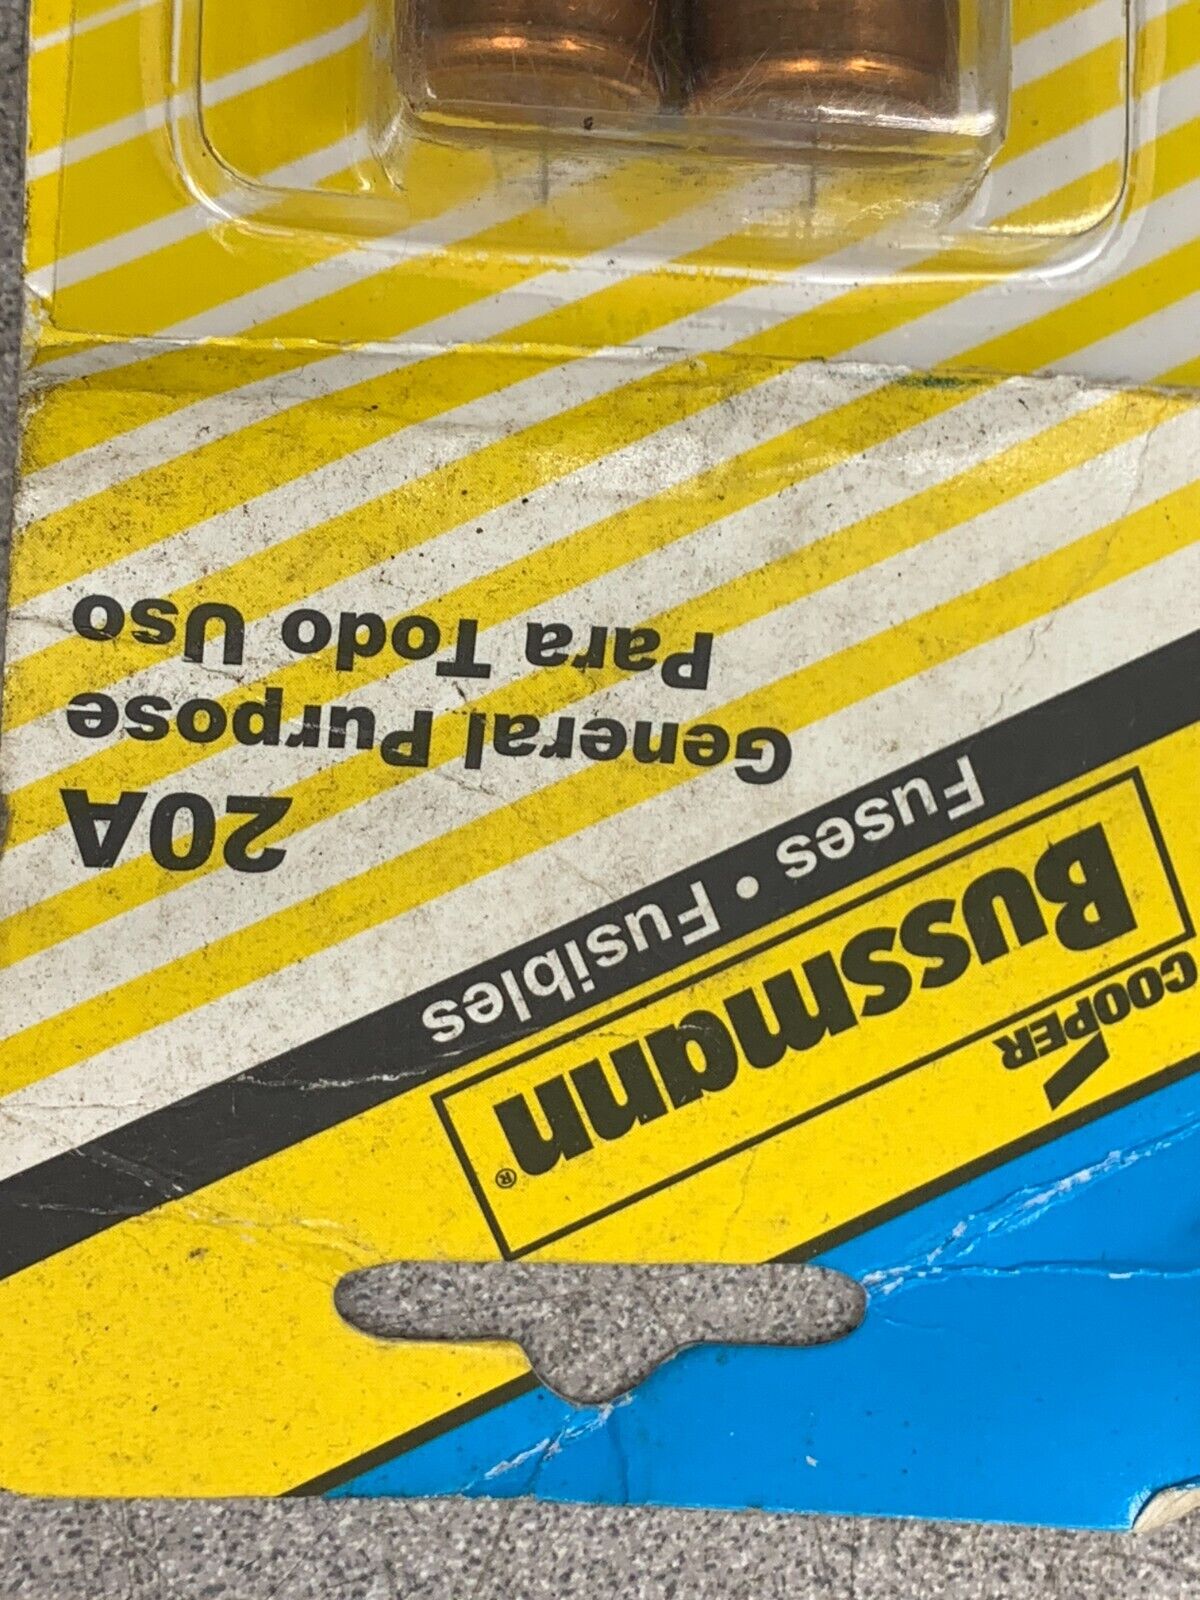 COOPER
Bussmann®
Fuses • Fusibles
20A
General Purpose
Para Todo Uso